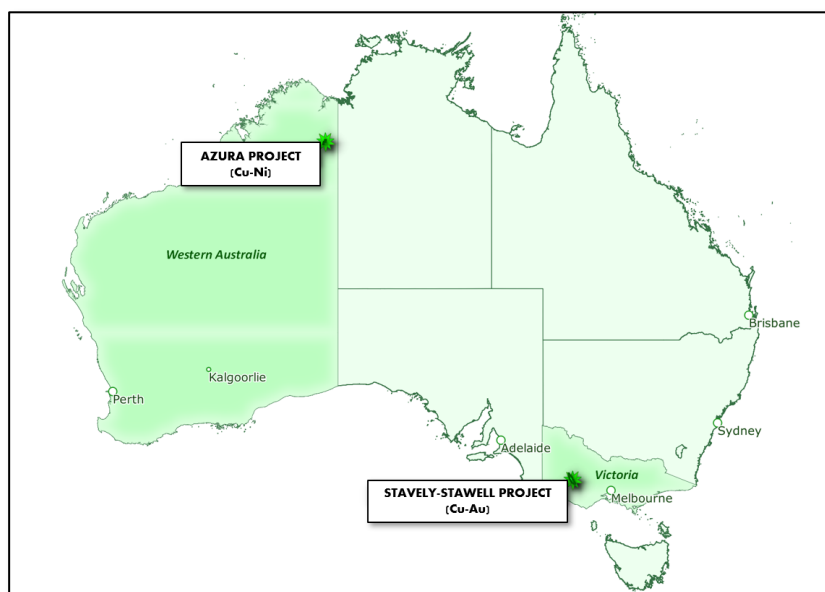 AZURA PROJECT
(Cu-Ni)
Western Australia
Brisbane
Kalgoorlie
Perth
Sydney
Adelaide
Victoria
STAVELY-STAWELL PROJECT
(Cu-Au)
Melbourne